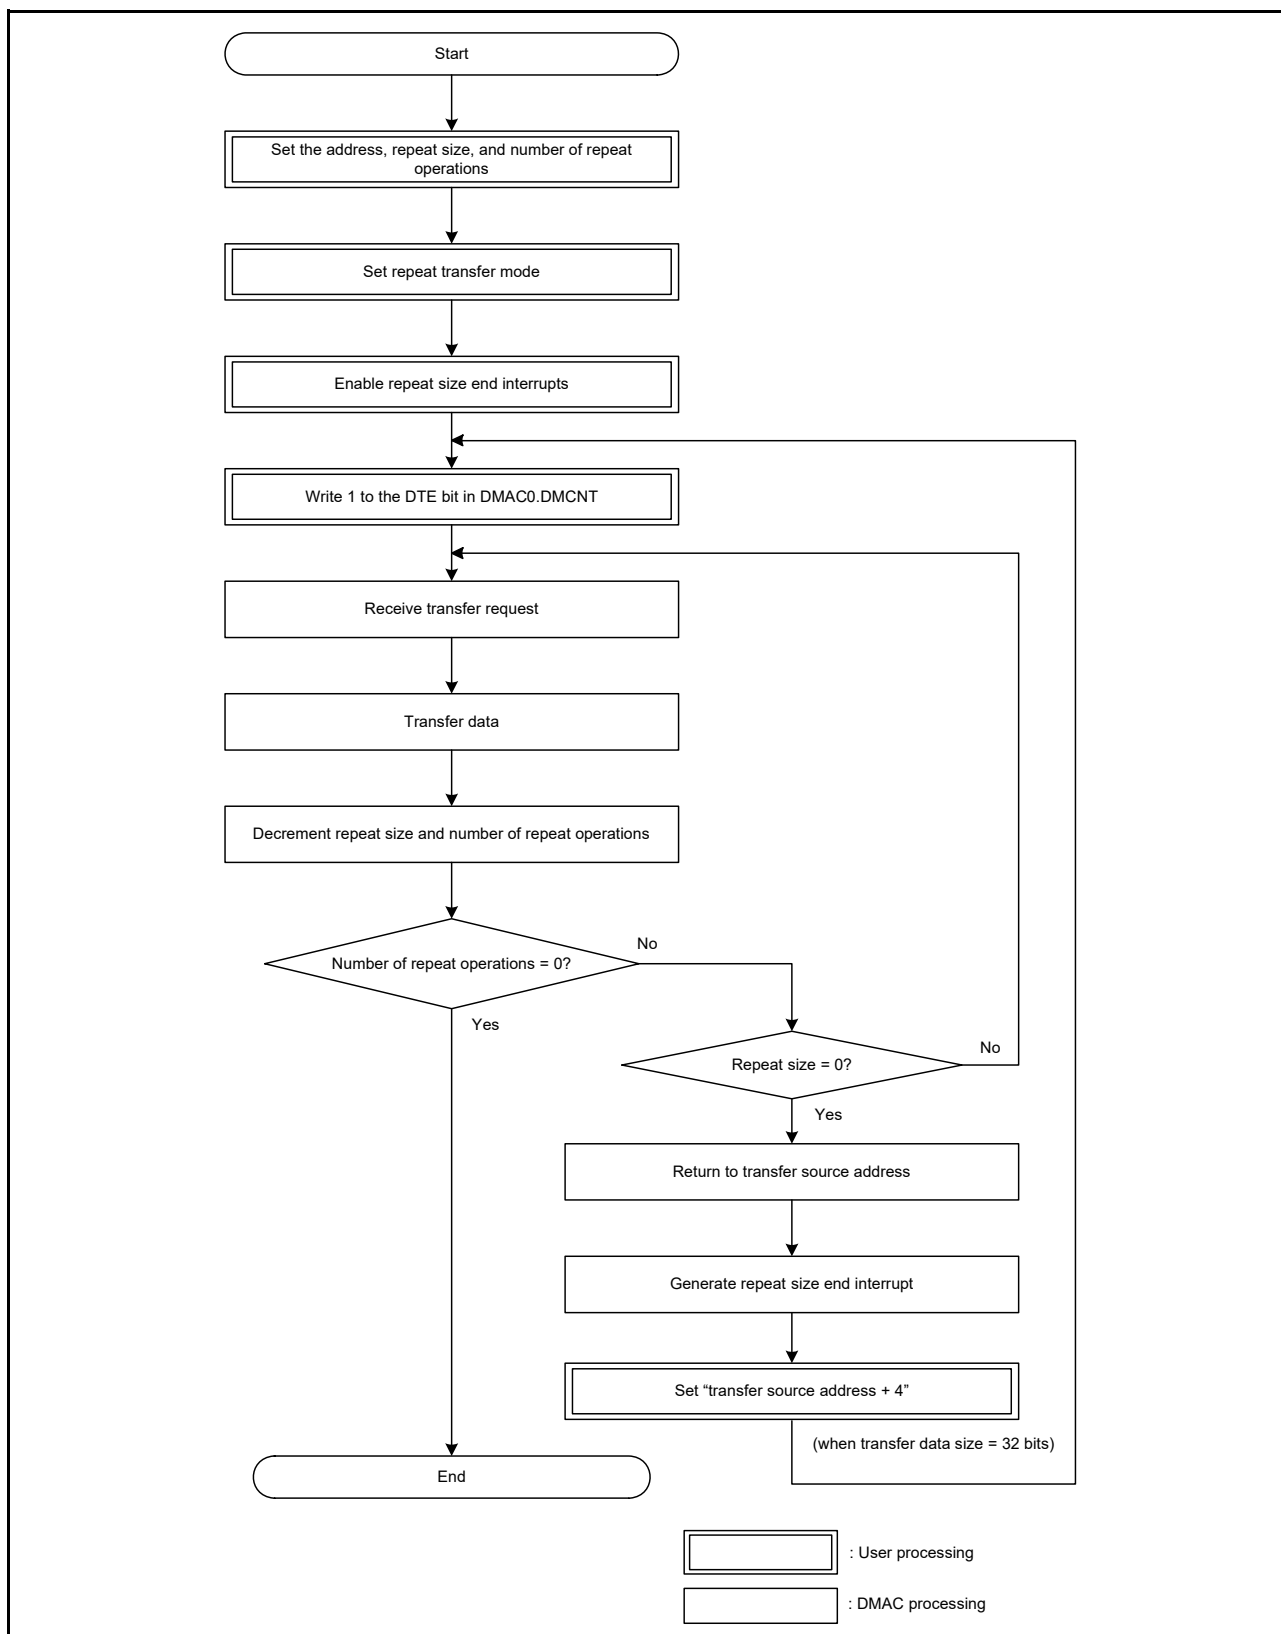 Start
Set the address, repeat size, and number of repeat
operations
Set repeat transfer mode
Enable repeat size end interrupts
Write 1 to the DTE bit in DMAC0.DMCNT
Receive transfer request
Transfer data
Decrement repeat size and number of repeat operations
Number of repeat operations = 0?
No
Yes
Repeat size = 0?
No
Yes
Return to transfer source address
Generate repeat size end interrupt
Set “transfer source address + 4”
(when transfer data size = 32 bits)
End
: User processing
: DMAC processing